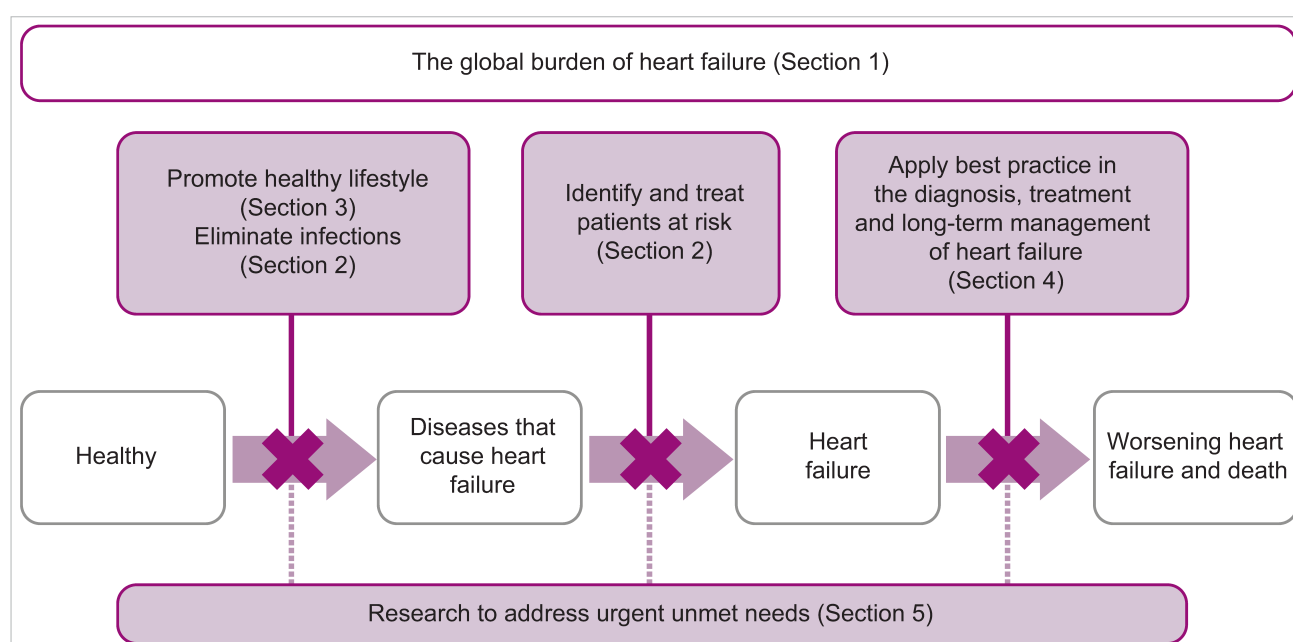 The global burden of heart failure (Section 1)
Promote healthy lifestyle
(Section 3)
Eliminate infections
(Section 2)
Identify and treat
patients at risk
(Section 2)
Apply best practice in
the diagnosis, treatment
and long-term management
of heart failure
(Section 4)
Healthy
Diseases that
cause heart
failure
Heart
failure
Worsening heart
failure and death
Research to address urgent unmet needs (Section 5)